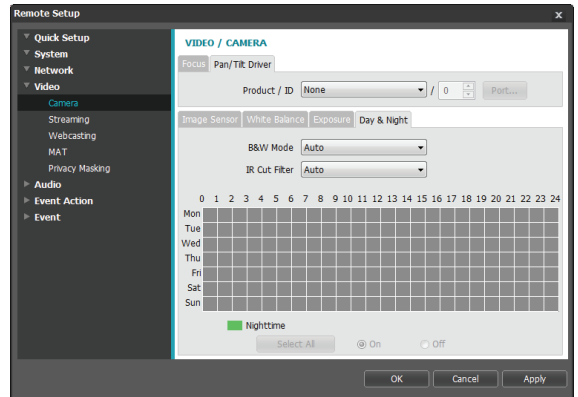 Remote Setup x
Quick Setup
System
Network
Video
Camera
Streaming
Webcasting
MAT
Privacy Masking
Audio
Event Action
Event
VIDEO / CAMERA
Focus Pan/Tilt Driver
Product / ID None / 0 Port...
Image Sensor White Balance Exposure Day & Night
B&W Mode Auto
IR Cut Filter Auto
0 1 2 3 4 5 6 7 8 9 10 11 12 13 14 15 16 17 18 19 20 21 22 23 24
Mon
Tue
Wed
Thu
Fri
Sat
Sun
Nighttime
Select All On Off
OK Cancel Apply